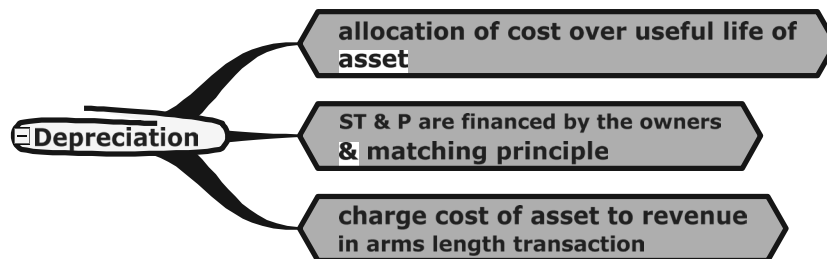 allocation of cost over useful life of
asset
ST & P are financed by the owners
Depreciation
& matching principle
charge cost of asset to revenue
in arms length transaction